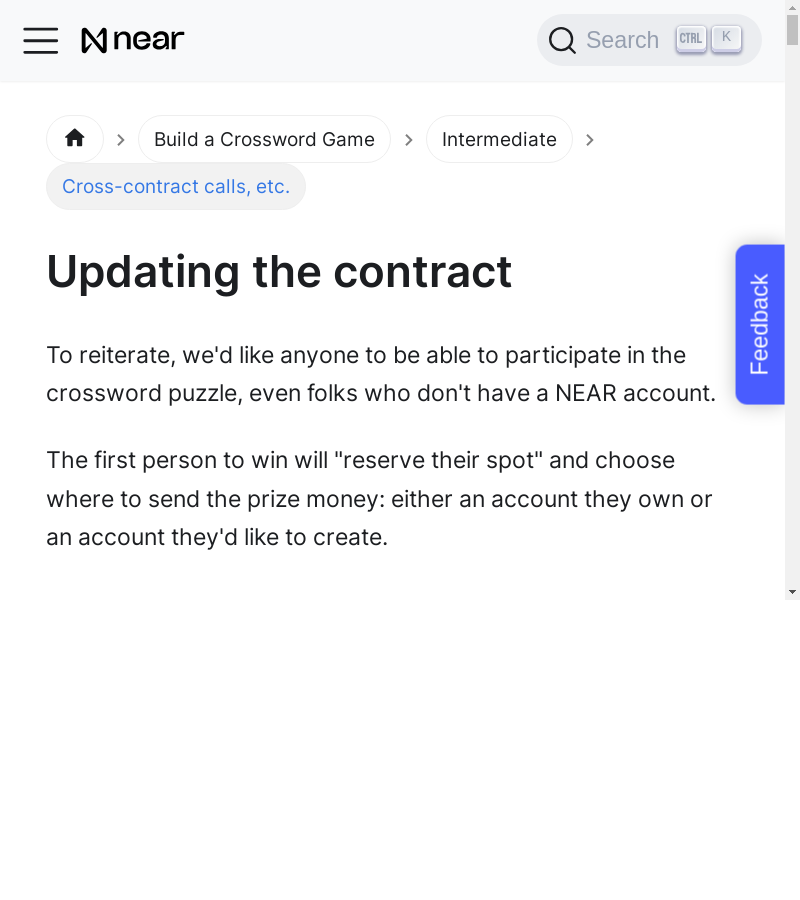 near
Search CTRL K
Build a Crossword Game
Intermediate
Cross-contract calls, etc.
Updating the contract
Feedback
To reiterate, we'd like anyone to be able to participate in the
crossword puzzle, even folks who don't have a NEAR account.
The first person to win will "reserve their spot" and choose
where to send the prize money: either an account they own or
an account they'd like to create.